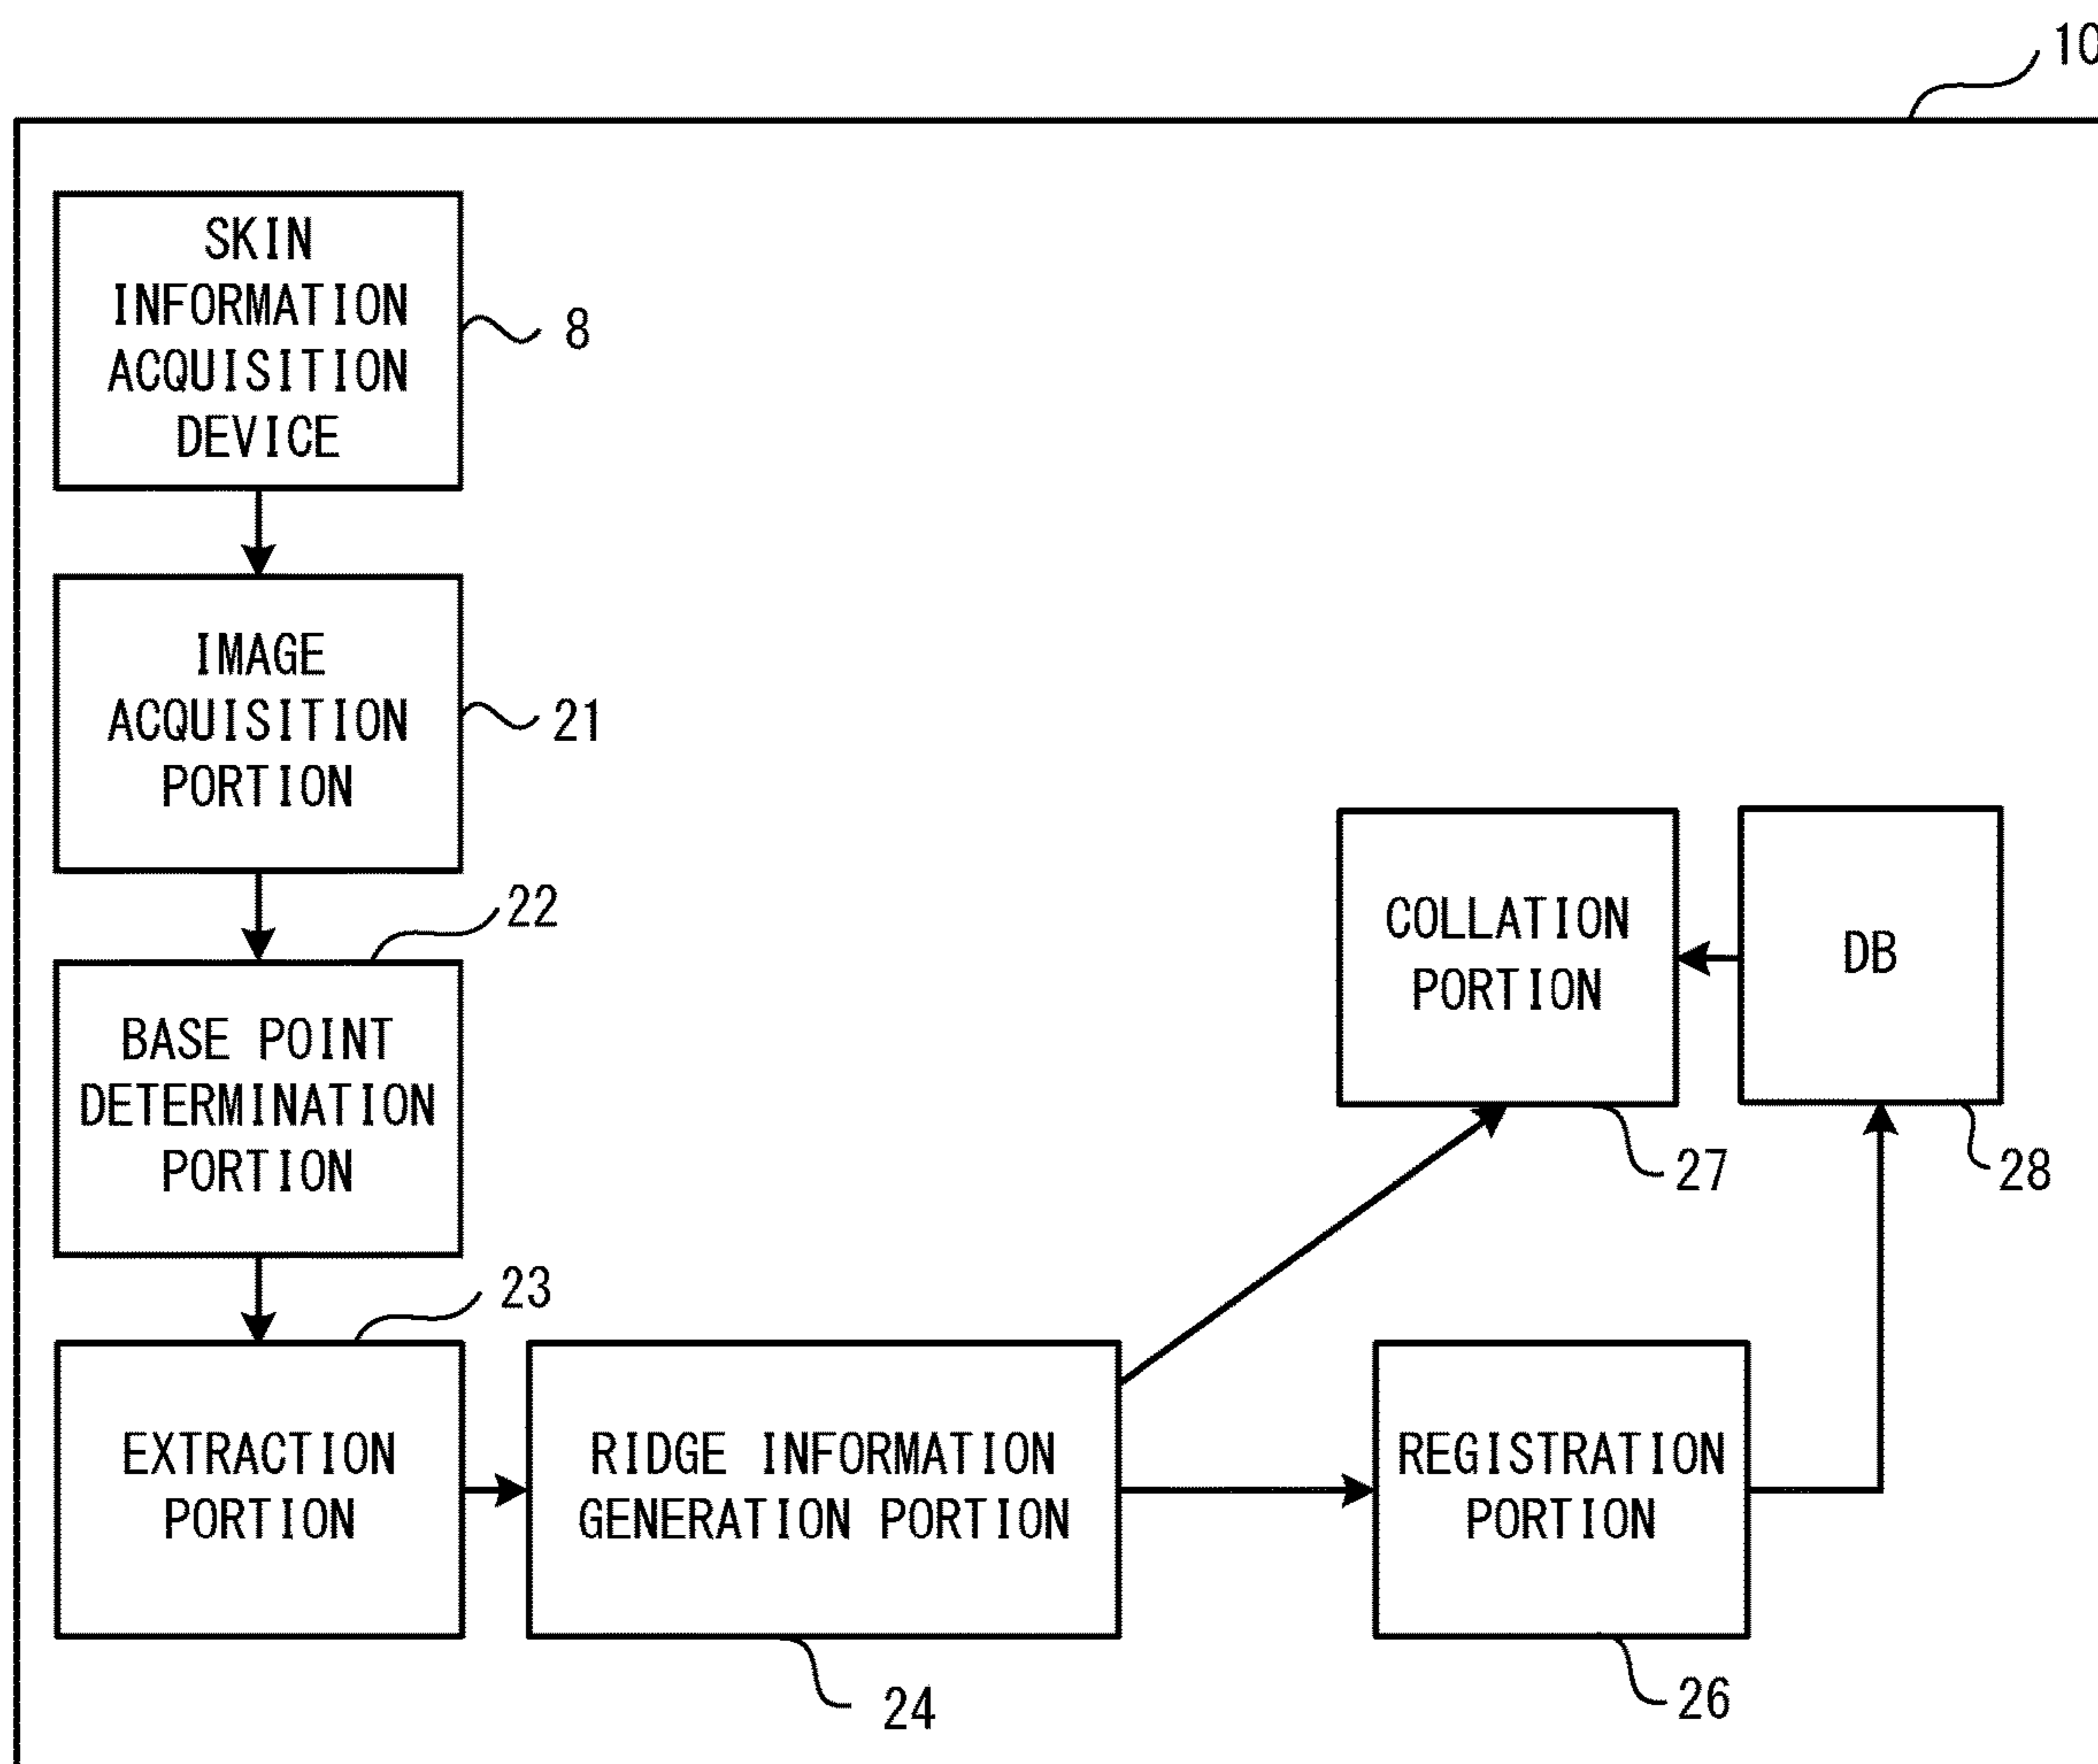 10
SKIN
INFORMATION
ACQUISITION
DEVICE
8
IMAGE
ACQUISITION
PORTION
21
22
BASE POINT
DETERMINATION
PORTION
COLLATION
PORTION
DB
27
28
23
EXTRACTION
PORTION
RIDGE INFORMATION
GENERATION PORTION
REGISTRATION
PORTION
24
26